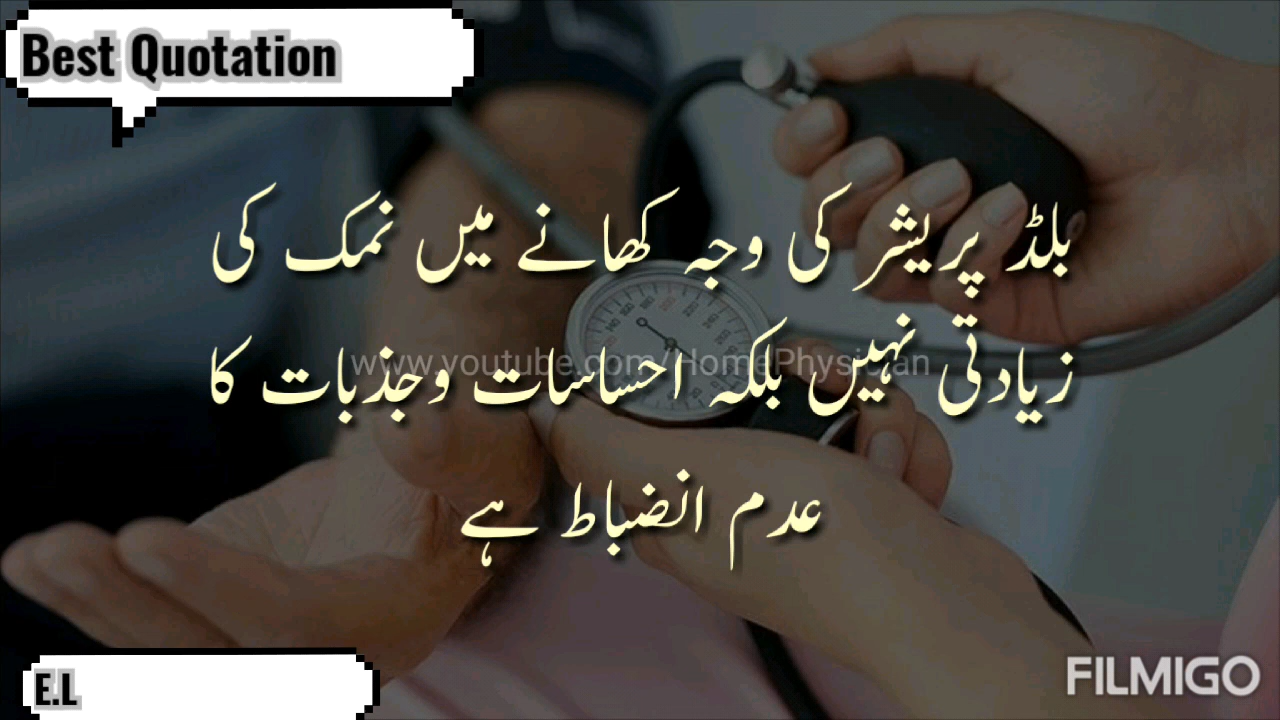 Best Quotation
بلڈ پریشر کی وجہ کھانے میں نمک کی
زیادتی نہیں بلکہ احساسات وجذبات کا
www.youtube.com/HomePhysician
عدم انضباط ہے
E.L
FILMIGO